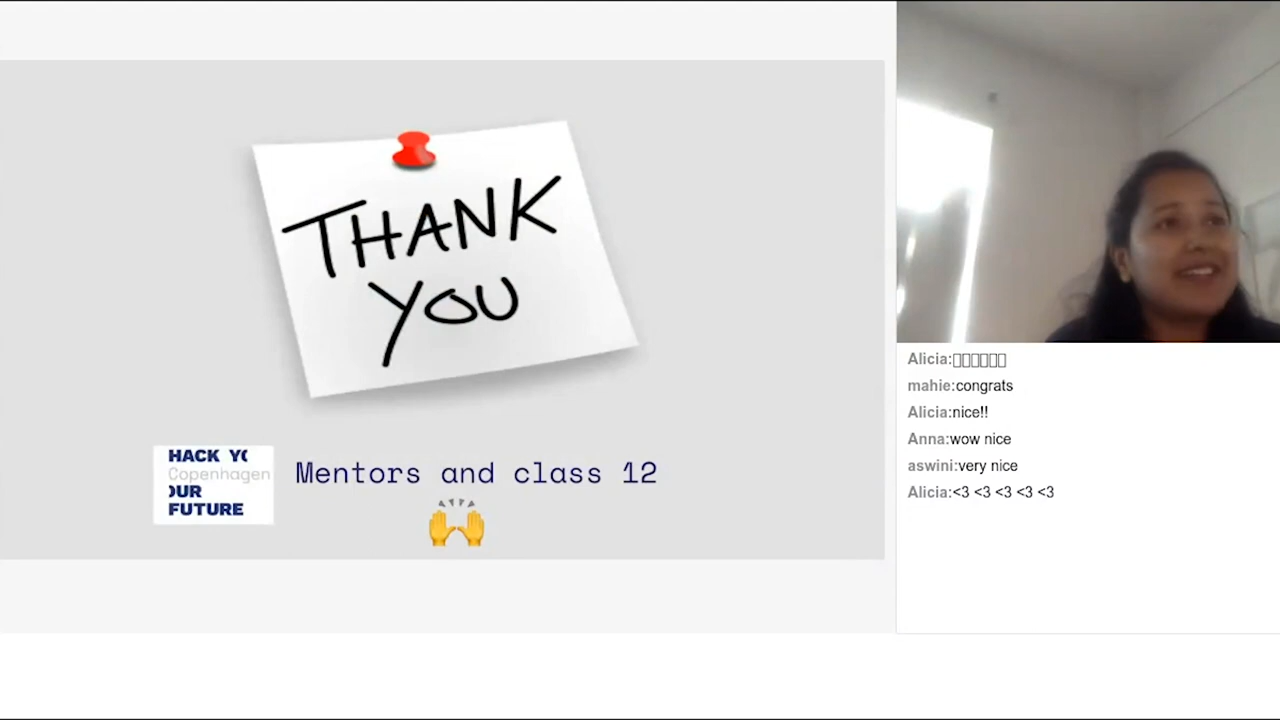 THANK
YOU
HACK YO
Copenhagen
OUR
FUTURE
Mentors and class 12
Alicia:
mahie:congrats
Alicia:nice!!
Anna:wow nice
aswini:very nice
Alicia:<3 <3 <3 <3 <3